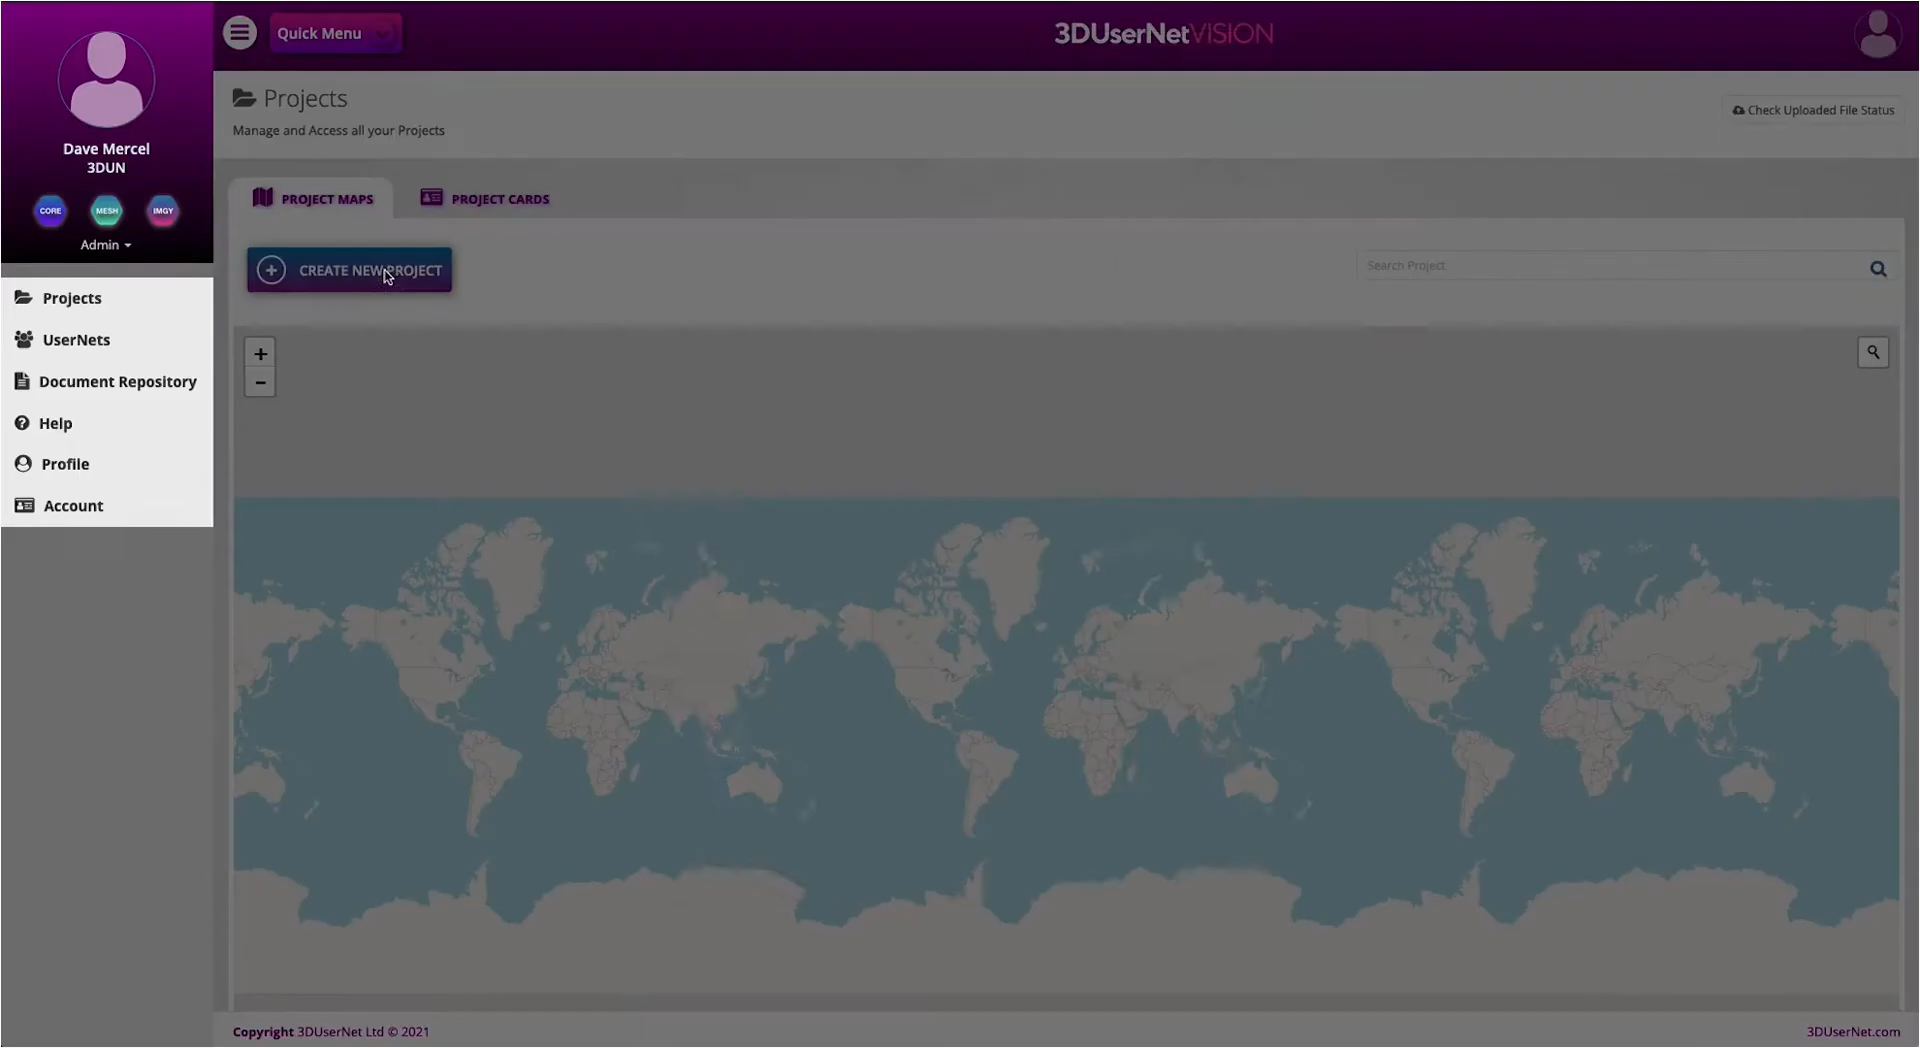 Quick Menu
3DUserNetVISION
Dave Mercel
3DUN
CORE
MESH
IMGY
Admin
Projects
UserNets
Document Repository
Help
Profile
Account
Projects
Manage and Access all your Projects
Check Uploaded File Status
PROJECT MAPS
PROJECT CARDS
CREATE NEW PROJECT
Search Project
+
−
Copyright 3DUserNet Ltd © 2021
3DUserNet.com